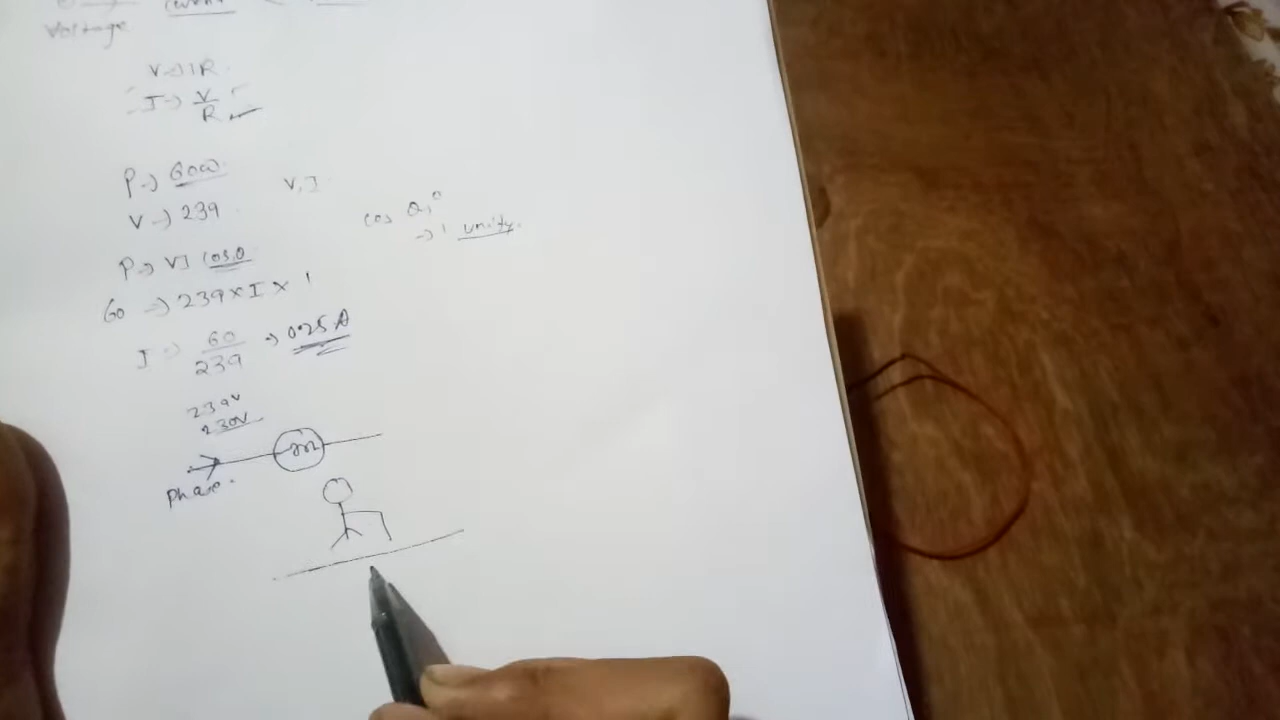 Voltage
V → IR
I → V/R
P → 60w
V → 239
V, I
cos θ, 0
→ 1 unity.
P → VI cosθ
60 → 239 × I × 1
I → 60/239 → 0.25 A
239V
230V
Phase.